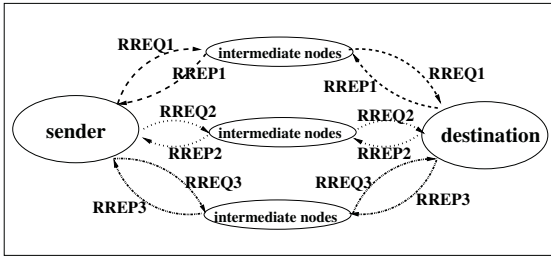 RREQ1
intermediate nodes
RREQ1
RREP1
RREP1
sender
RREQ2
intermediate nodes
RREQ2
destination
RREP2
RREP2
RREQ3
RREQ3
RREP3
RREP3
intermediate nodes